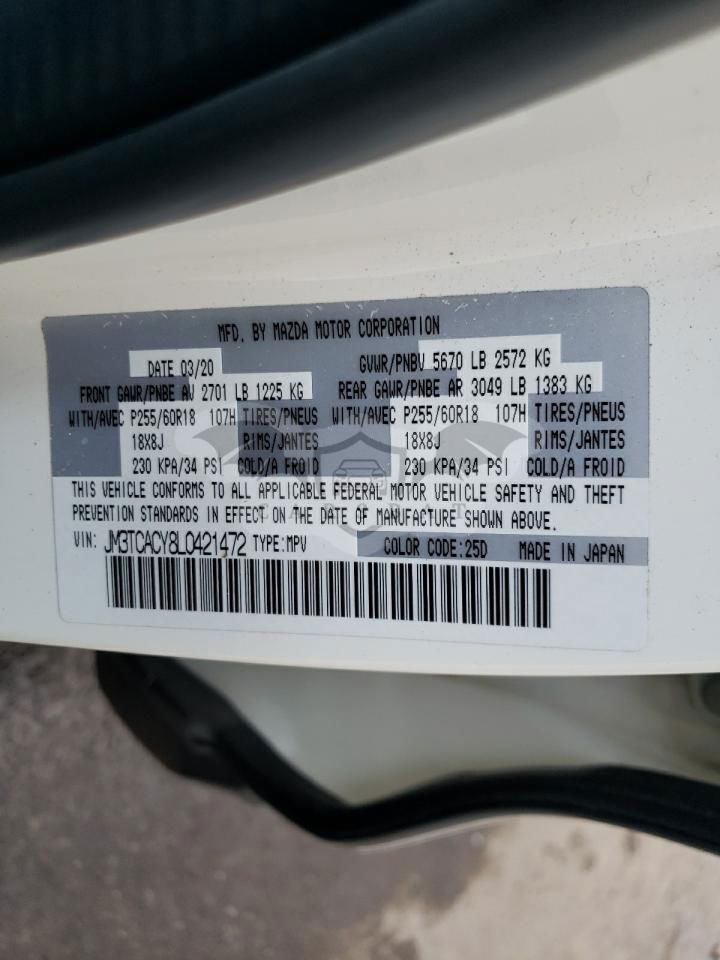 MFD. BY MAZDA MOTOR CORPORATION
DATE 03/20 GVWR/PNBV 5670 LB 2572 KG
FRONT GAWR/PNBE AV 2701 LB 1225 KG REAR GAWR/PNBE AR 3049 LB 1383 KG
WITH/AVEC P255/60R18 107H TIRES/PNEUS WITH/AVEC P255/60R18 107H TIRES/PNEUS
18X8J RIMS/JANTES 18X8J RIMS/JANTES
230 KPA/34 PSI COLD/A FROID 230 KPA/34 PSI COLD/A FROID
THIS VEHICLE CONFORMS TO ALL APPLICABLE FEDERAL MOTOR VEHICLE SAFETY AND THEFT
PREVENTION STANDARDS IN EFFECT ON THE DATE OF MANUFACTURE SHOWN ABOVE.
VIN: JM3TCACY8L0421472 TYPE:MPV COLOR CODE:25D MADE IN JAPAN